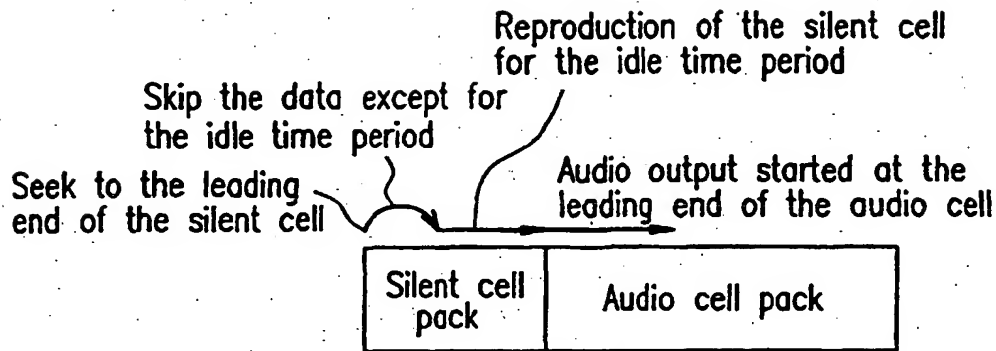 Reproduction of the silent cell
for the idle time period
Skip the data except for
the idle time period
Seek to the leading
end of the silent cell
Audio output started at the
leading end of the audio cell
Silent cell
pack
Audio cell pack